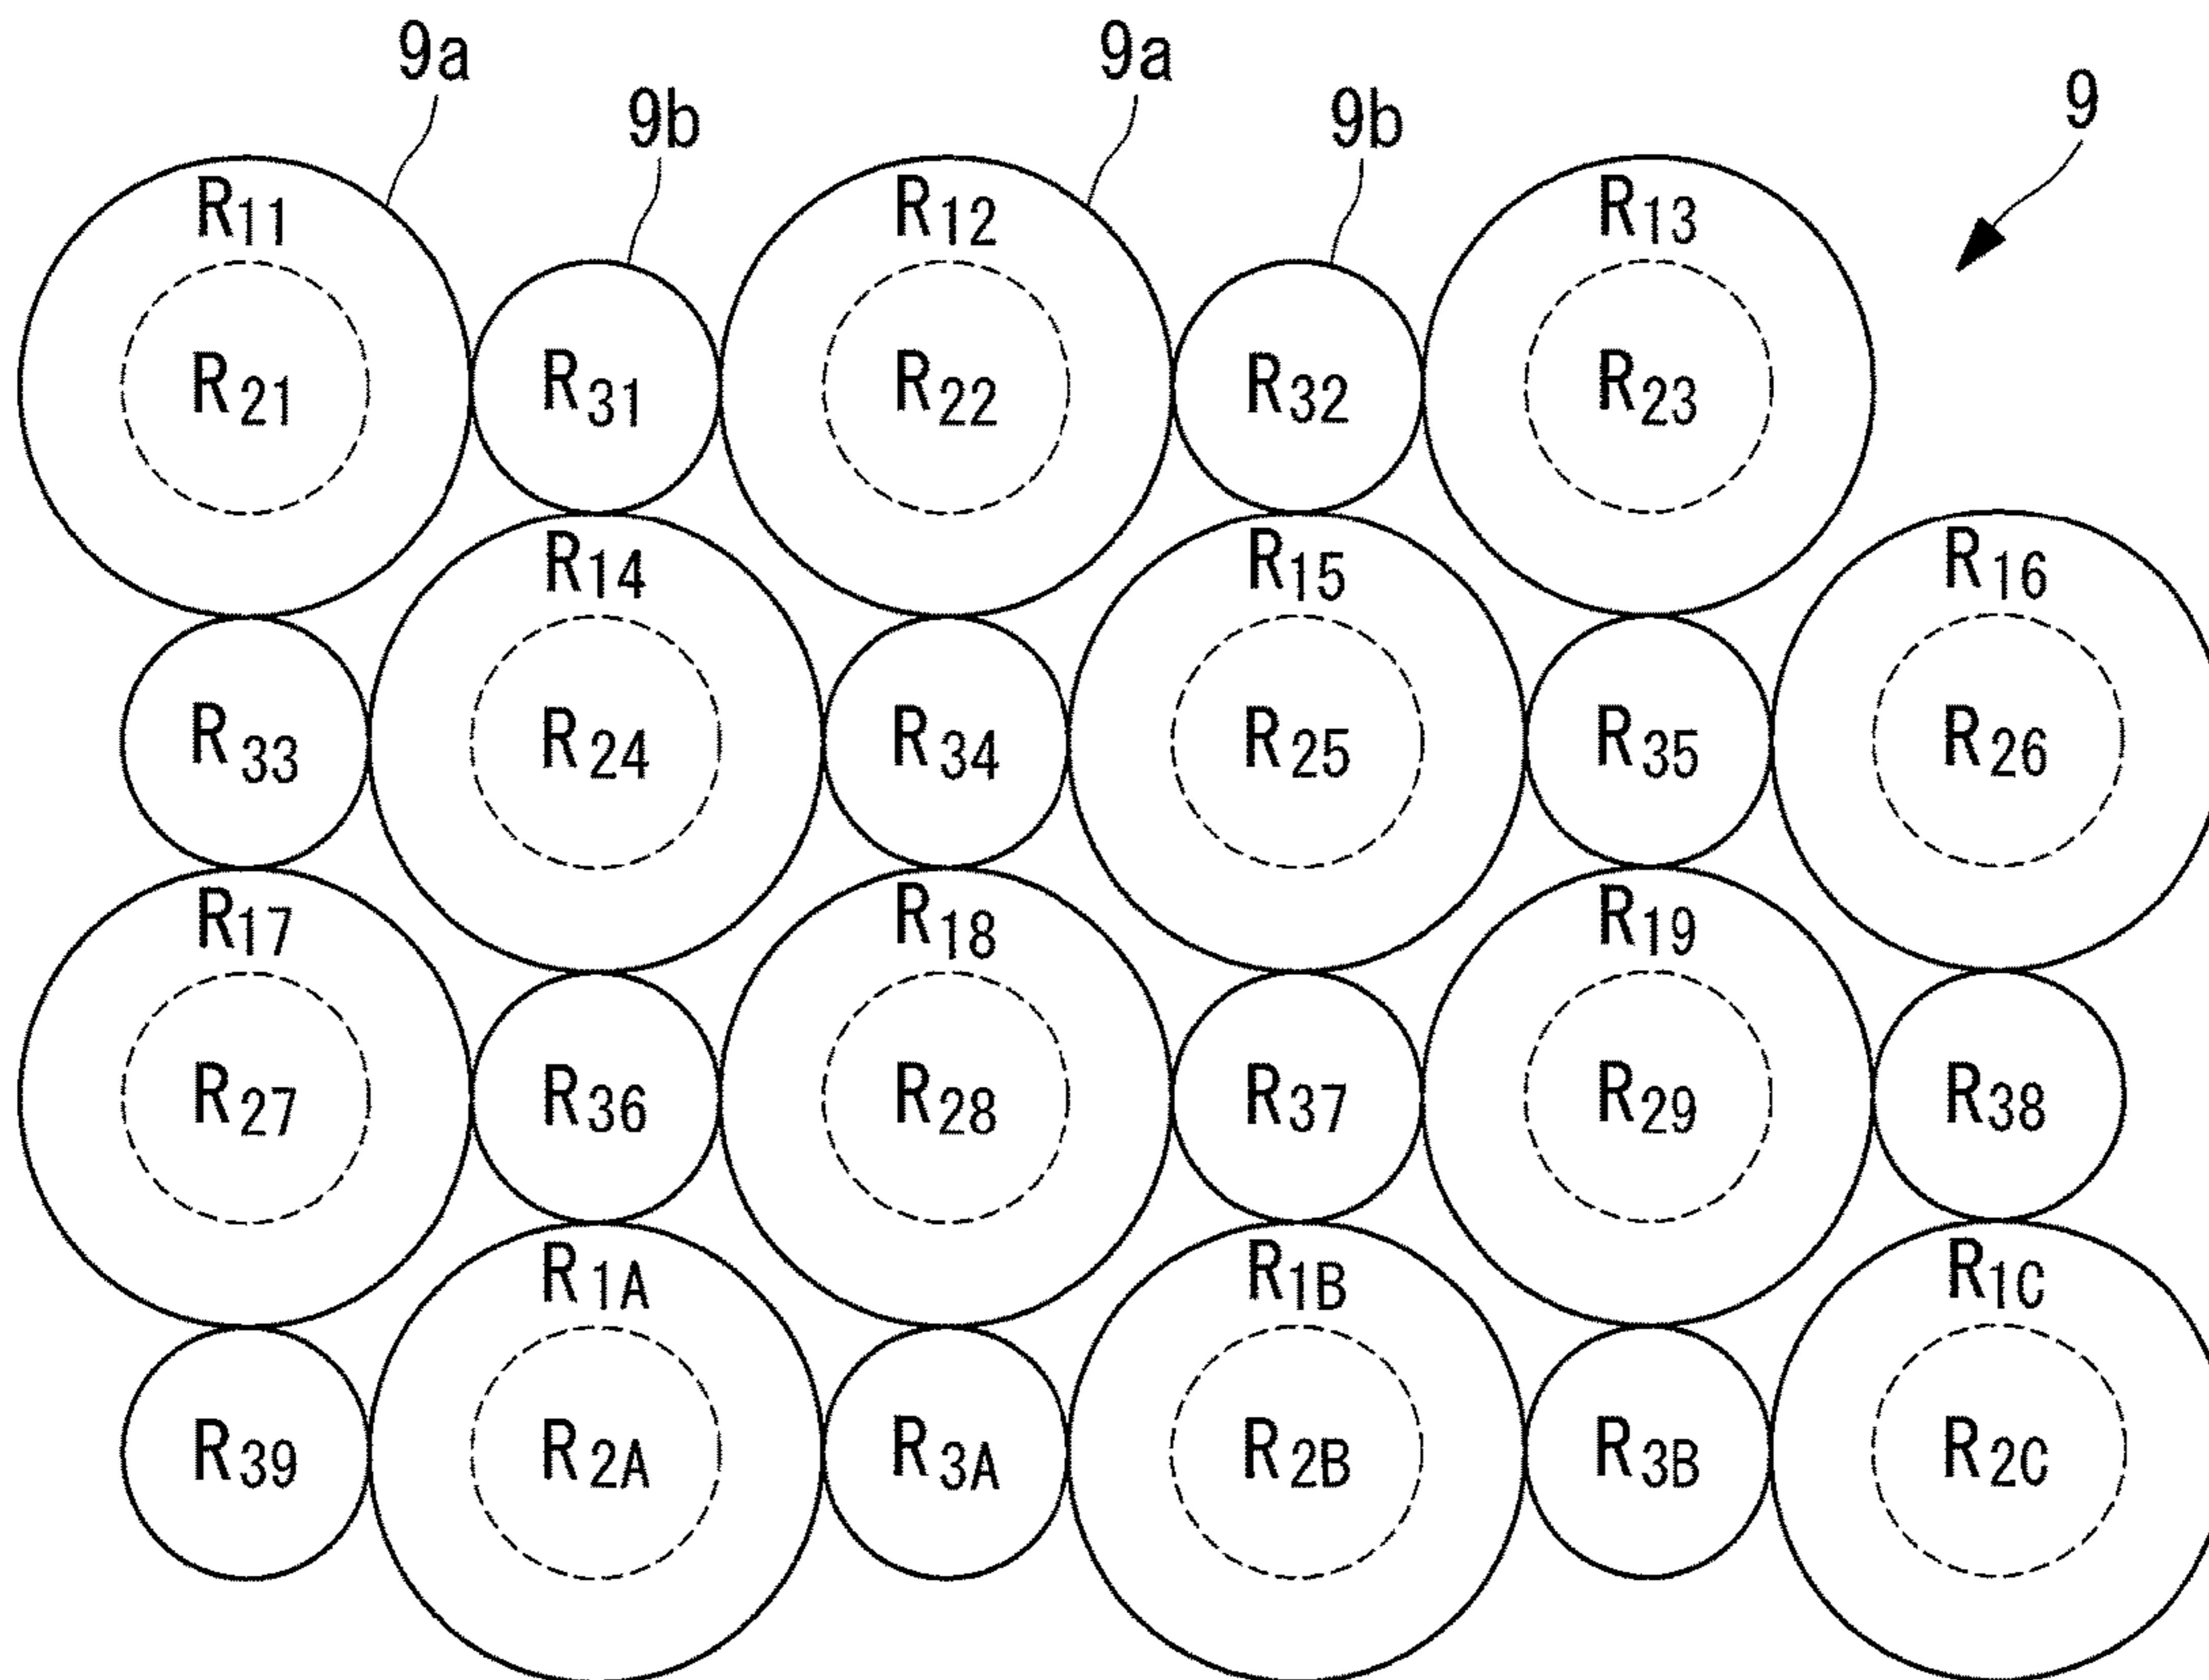 9a 9a 9
9b 9b
R11 R12 R13
R21 R31 R22 R32 R23
R14 R15 R16
R33 R24 R34 R25 R35 R26
R17 R18 R19
R27 R36 R28 R37 R29 R38
R1A R1B R1C
R39 R2A R3A R2B R3B R2C